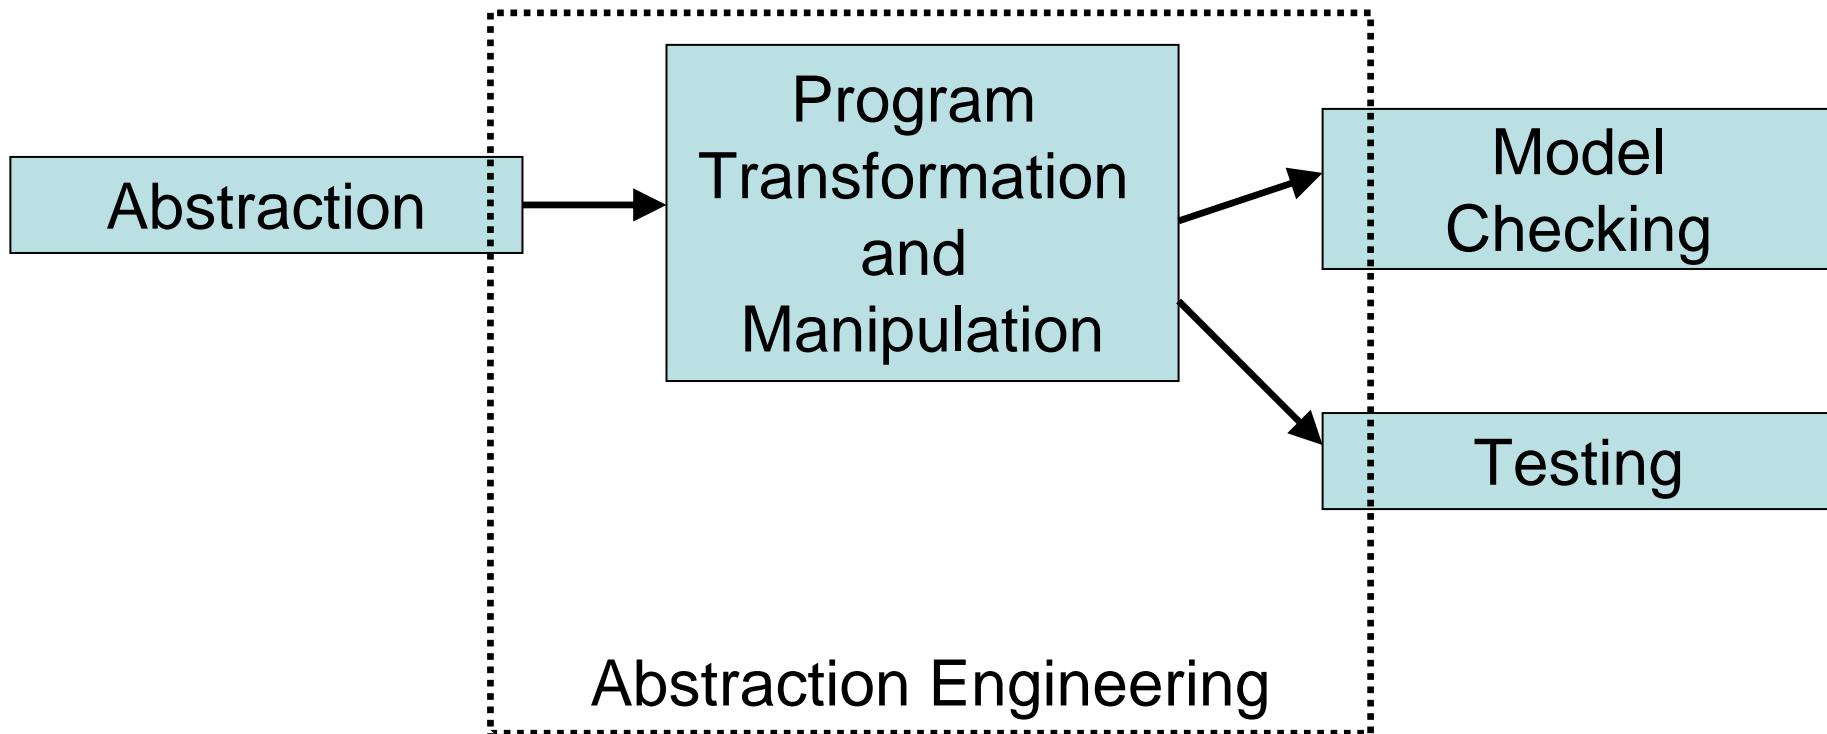 Abstraction
Program
Transformation
and
Manipulation
Model
Checking
Testing
Abstraction Engineering